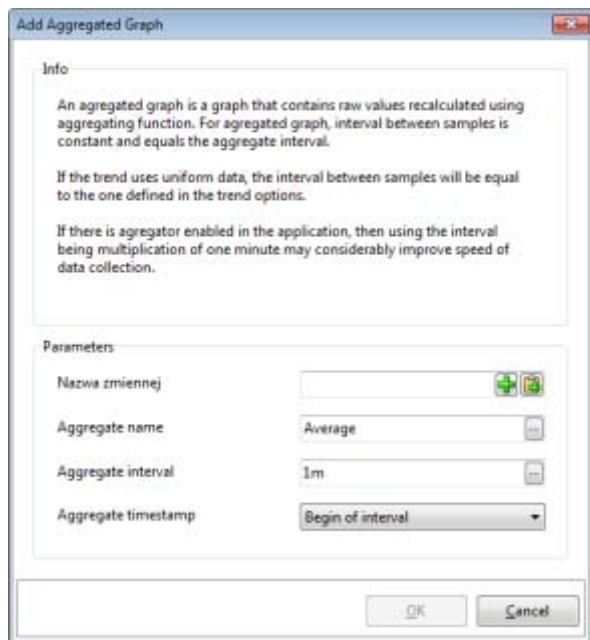 Add Aggregated Graph
Info
An agregated graph is a graph that contains raw values recalculated using
aggregating function. For agregated graph, interval between samples is
constant and equals the aggregate interval.
If the trend uses uniform data, the interval between samples will be equal
to the one defined in the trend options.
If there is agregator enabled in the application, then using the interval
being multiplication of one minute may considerably improve speed of
data collection.
Parameters
Nazwa zmiennej
Aggregate name Average ...
Aggregate interval 1m ...
Aggregate timestamp Begin of interval
OK Cancel